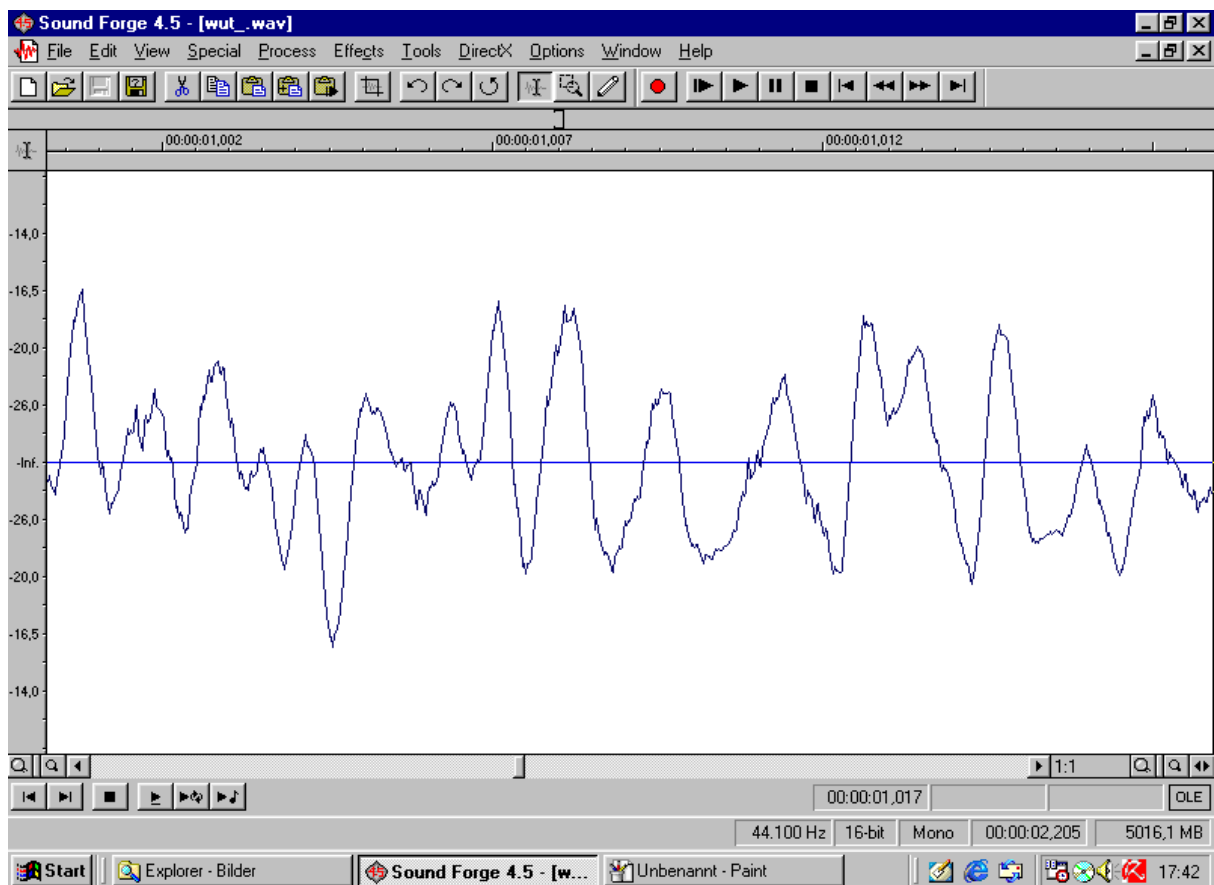 Sound Forge 4.5 - [wut_.wav]
File Edit View Special Process Effects Tools DirectX Options Window Help
00:00:01,002 00:00:01,007 00:00:01,012
-14,0
-16,5
-20,0
-26,0
-Inf.
-26,0
-20,0
-16,5
-14,0
1:1
00:00:01,017 OLE
44.100 Hz 16-bit Mono 00:00:02,205 5016,1 MB
Start Explorer - Bilder Sound Forge 4.5 - [w... Unbenannt - Paint 17:42